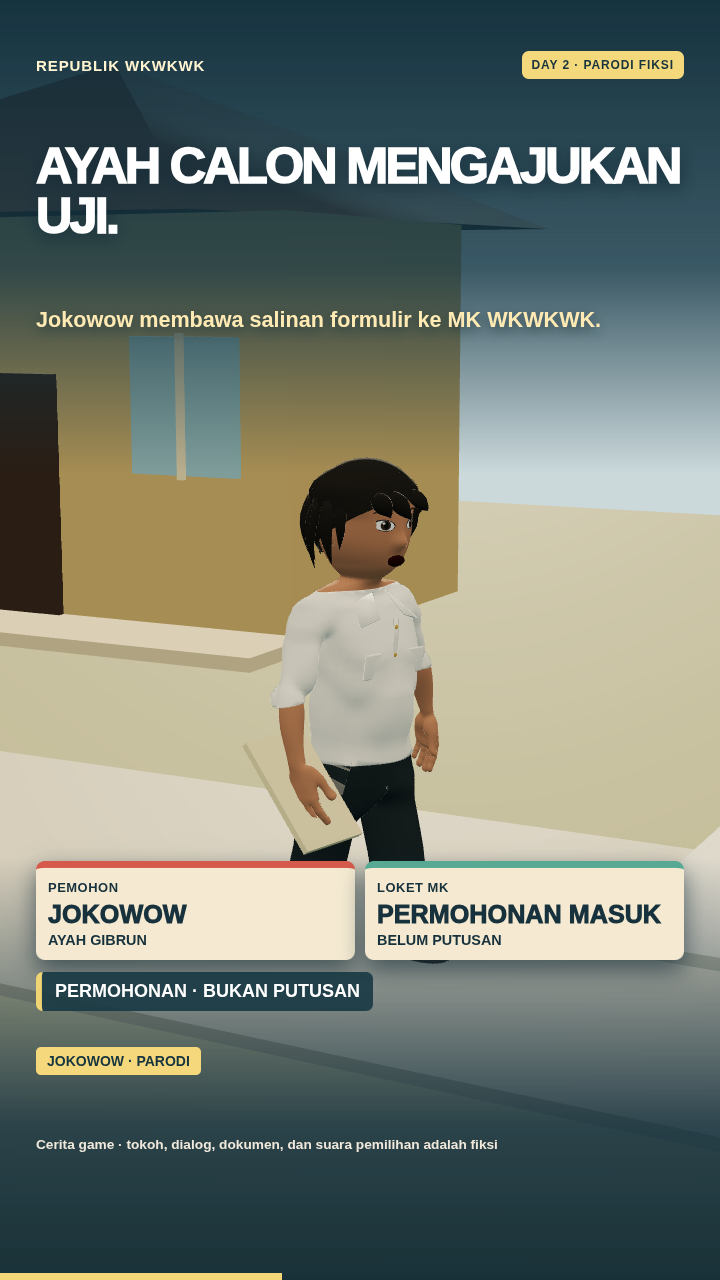 REPUBLIK WKWKWK
DAY 2 · PARODI FIKSI
AYAH CALON MENGAJUKAN
UJI.
Jokowow membawa salinan formulir ke MK WKWKWK.
PEMOHON
JOKOWOW
AYAH GIBRUN
LOKET MK
PERMOHONAN MASUK
BELUM PUTUSAN
PERMOHONAN · BUKAN PUTUSAN
JOKOWOW · PARODI
Cerita game · tokoh, dialog, dokumen, dan suara pemilihan adalah fiksi